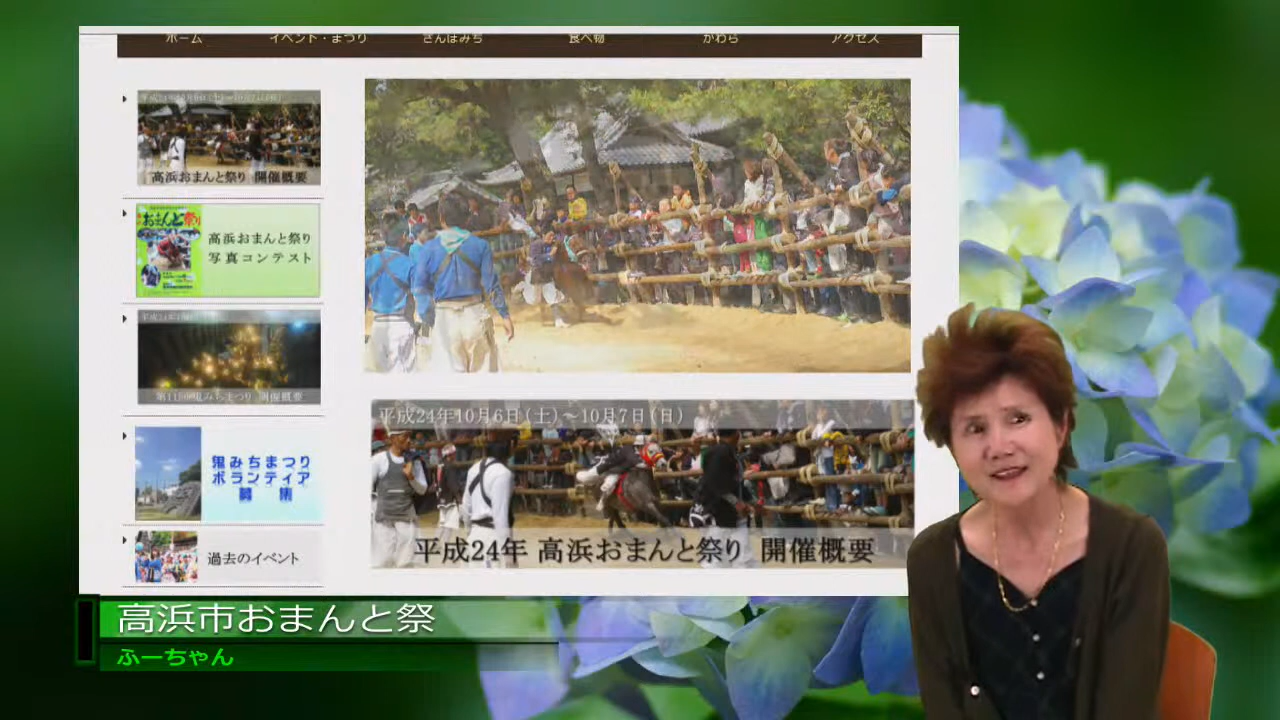 ホーム イベント・まつり さんぽみち 食べ物 かわら アクセス
高浜おまんと祭り 開催概要
おまんと祭り
高浜おまんと祭り
写真コンテスト
鬼みちまつり
ボランティア
募 集
過去のイベント
平成24年10月6日(土)~10月7日(日)
平成24年 高浜おまんと祭り 開催概要
高浜市おまんと祭
ふーちゃん